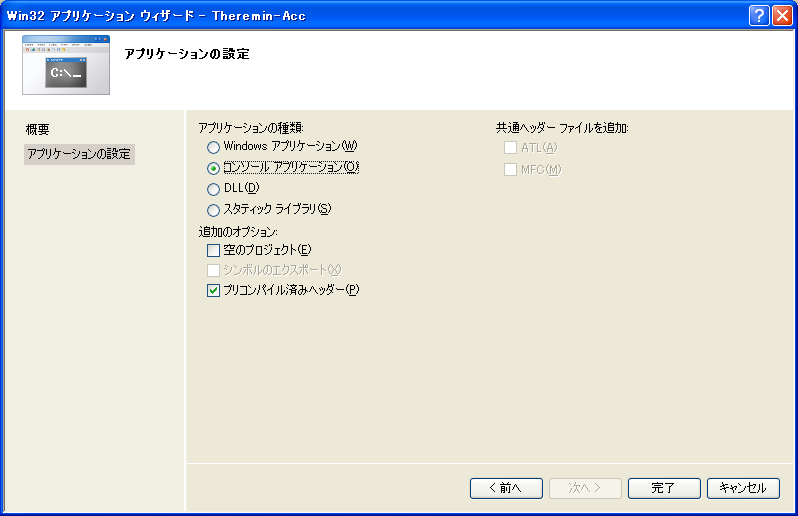 Win32 アプリケーション ウィザード - Theremin-Acc
C:\_
アプリケーションの設定
概要
アプリケーションの設定
アプリケーションの種類:
Windows アプリケーション(W)
コンソール アプリケーション(O)
DLL(D)
スタティック ライブラリ(S)
追加のオプション:
空のプロジェクト(E)
シンボルのエクスポート(X)
プリコンパイル済みヘッダー(P)
共通ヘッダー ファイルを追加:
ATL(A)
MFC(M)
< 前へ
次へ >
完了
キャンセル